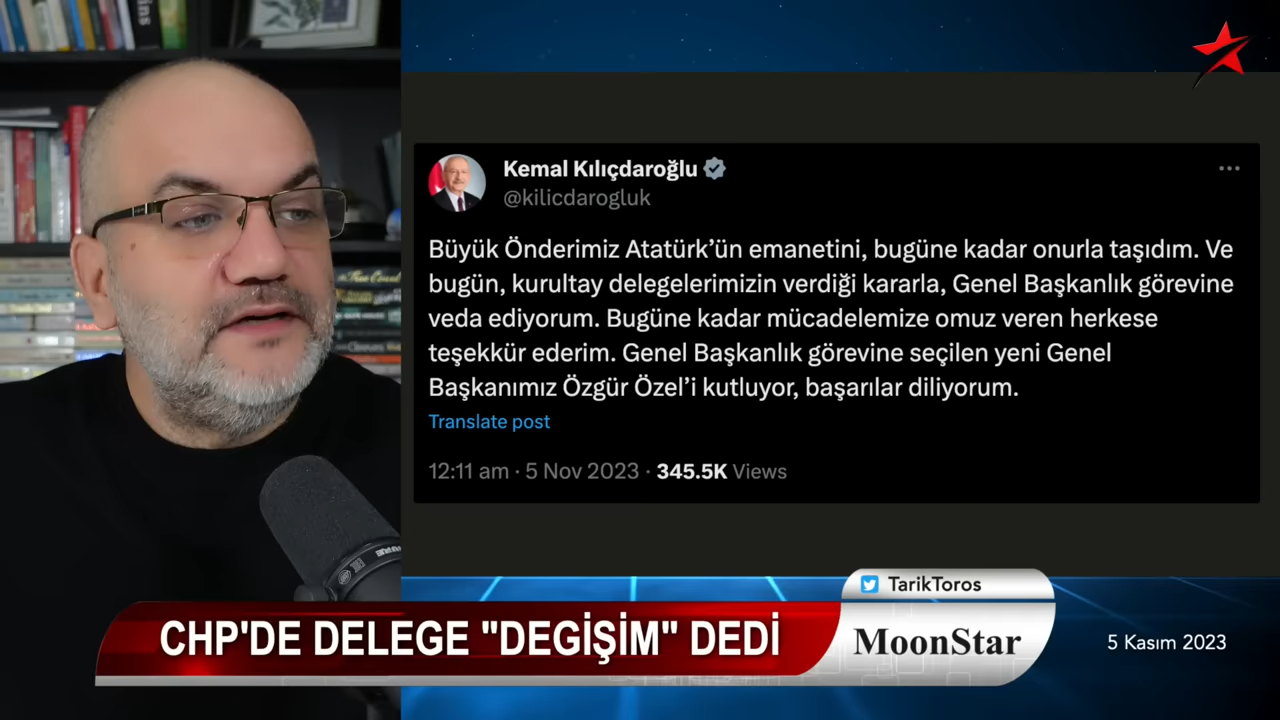 Kemal Kılıçdaroğlu
@kilicdarogluk
Büyük Önderimiz Atatürk’ün emanetini, bugüne kadar onurla taşıdım. Ve
bugün, kurultay delegelerimizin verdiği kararla, Genel Başkanlık görevine
veda ediyorum. Bugüne kadar mücadelemize omuz veren herkese
teşekkür ederim. Genel Başkanlık görevine seçilen yeni Genel
Başkanımız Özgür Özel’i kutluyor, başarılar diliyorum.
Translate post
12:11 am · 5 Nov 2023 · 345.5K Views
TarikToros
CHP'DE DELEGE "DEGİŞİM" DEDİ
MoonStar
5 Kasım 2023